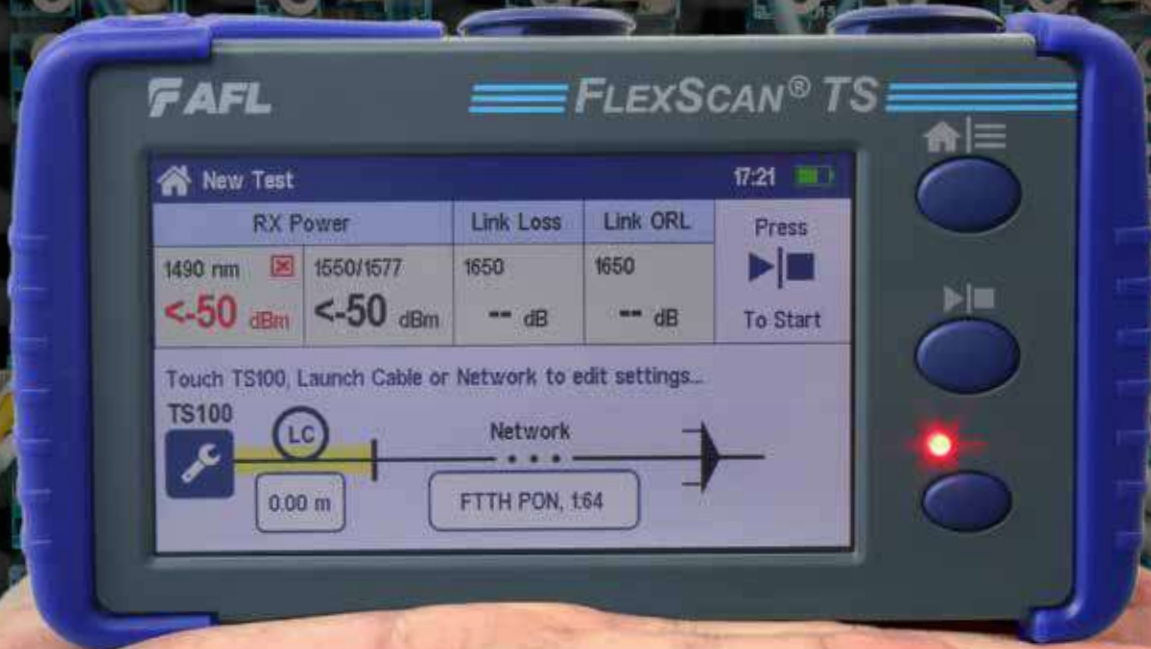 AFL
FLEXSCAN® TS
New Test 17:21
RX Power Link Loss Link ORL Press
1490 nm 1550/1577 1650 1650
<-50 dBm <-50 dBm -- dB -- dB To Start
Touch TS100, Launch Cable or Network to edit settings...
TS100
LC Network
0.00 m FTTH PON, 1:64